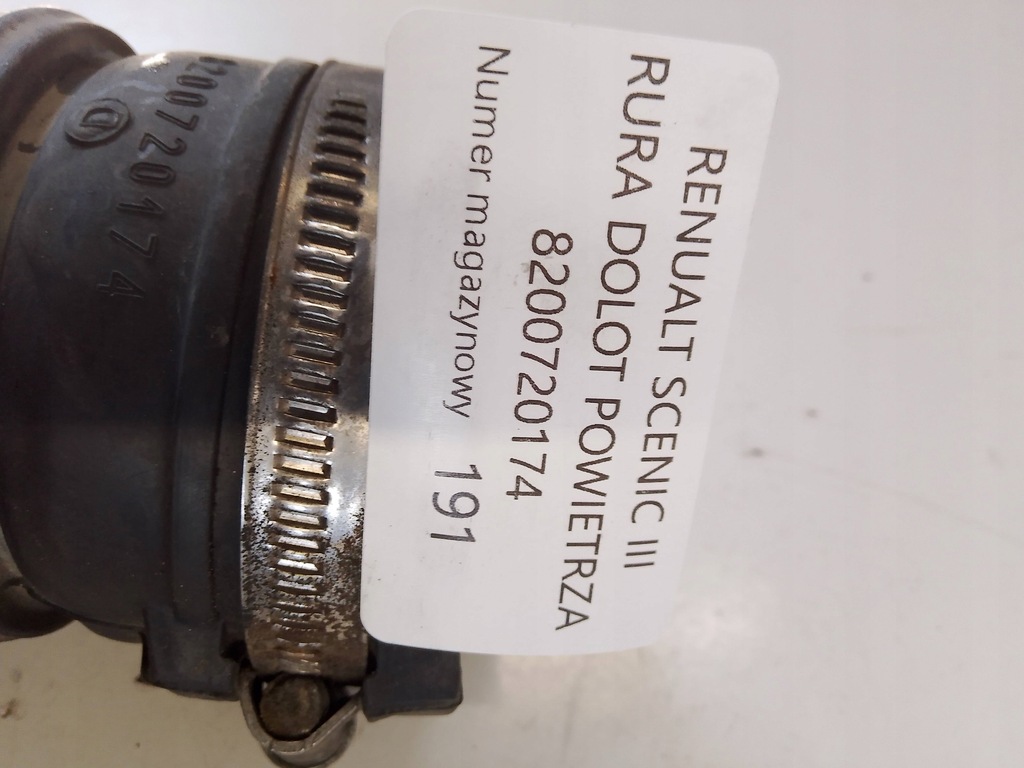 RENUALT SCENIC III
RURA DOLOT POWIETRZA
8200720174
Numer magazynowy 191
8200720174
G